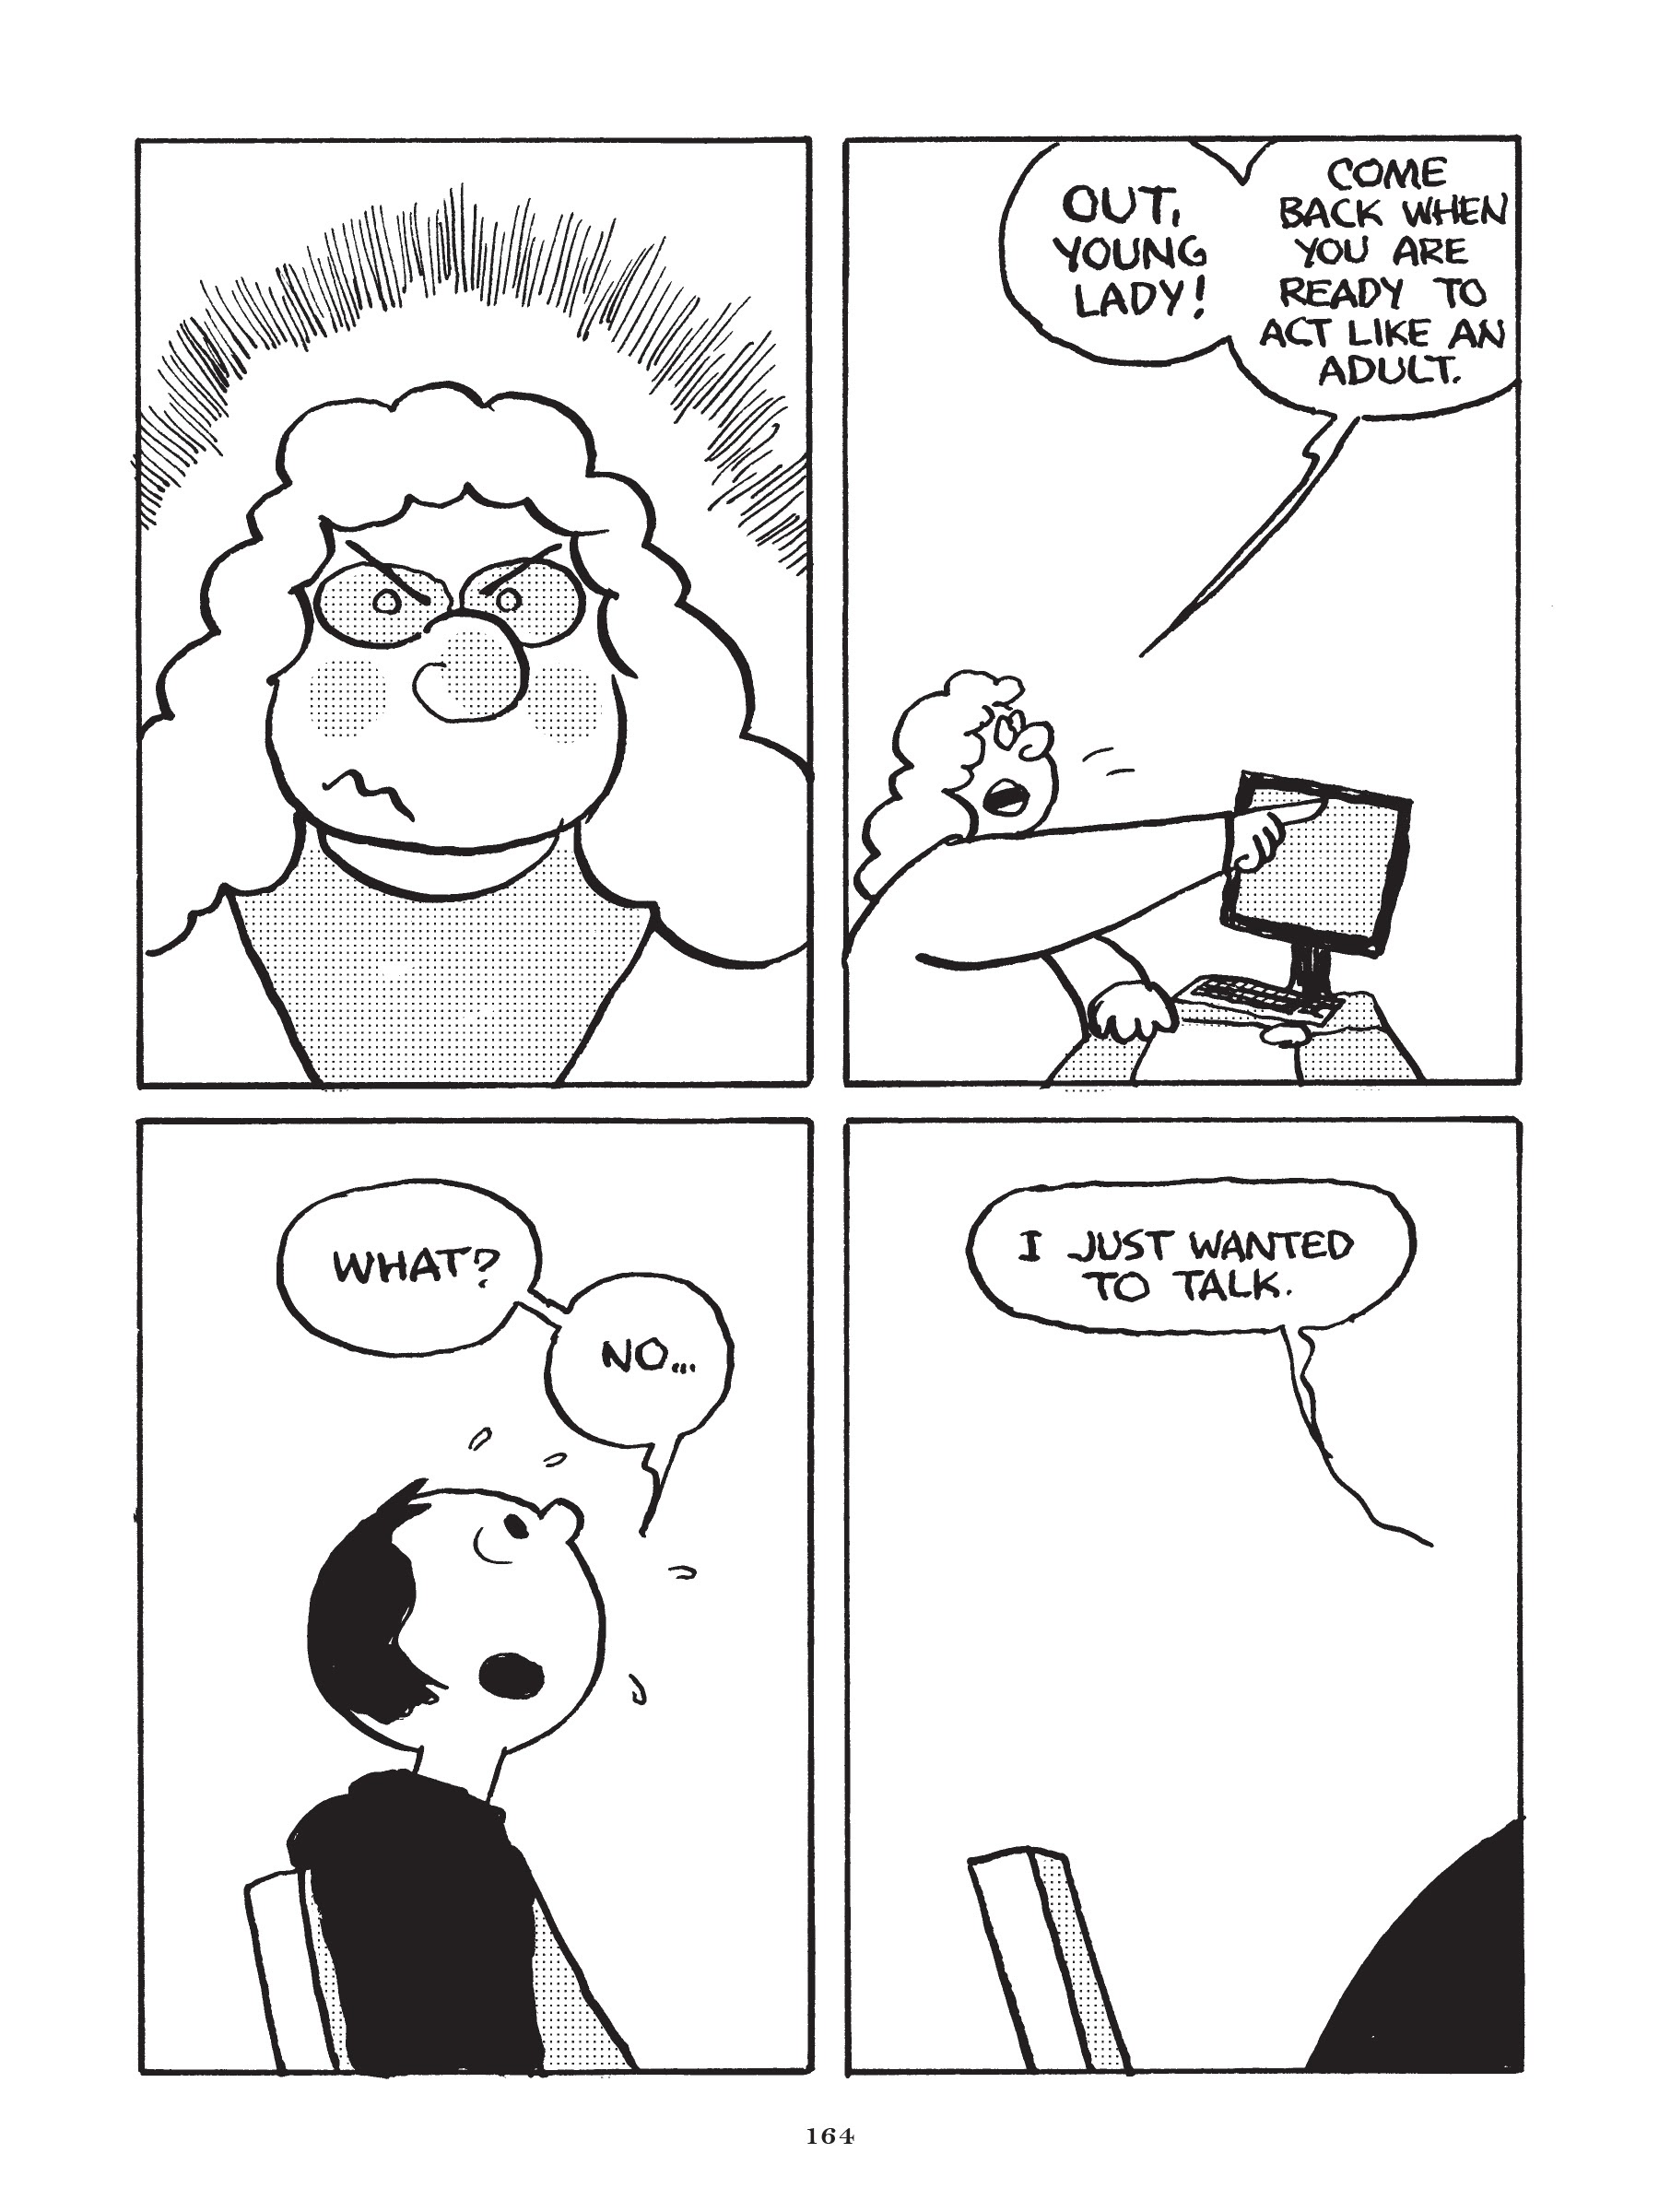 OUT,
YOUNG
LADY!
COME
BACK WHEN
YOU ARE
READY TO
ACT LIKE AN
ADULT.
WHAT?
NO...
I JUST WANTED
TO TALK.
164